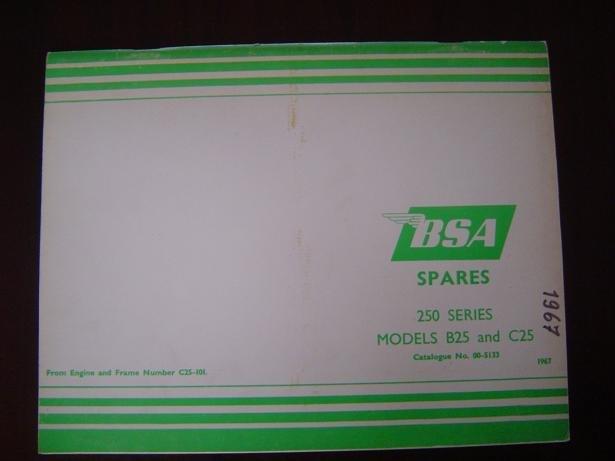 BSA
SPARES
250 SERIES
MODELS B25 and C25
Catalogue No. 00-5133
1967
1967
From Engine and Frame Number C25-101.